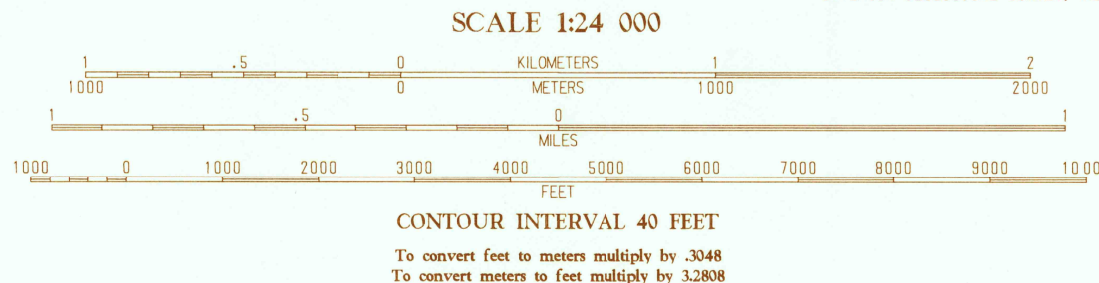 SCALE 1:24 000
1 .5 0 KILOMETERS 1 2
1000 0 METERS 1000 2000
1 .5 0 1
MILES
1000 0 1000 2000 3000 4000 5000 6000 7000 8000 9000 1000
FEET
CONTOUR INTERVAL 40 FEET
To convert feet to meters multiply by .3048
To convert meters to feet multiply by 3.2808